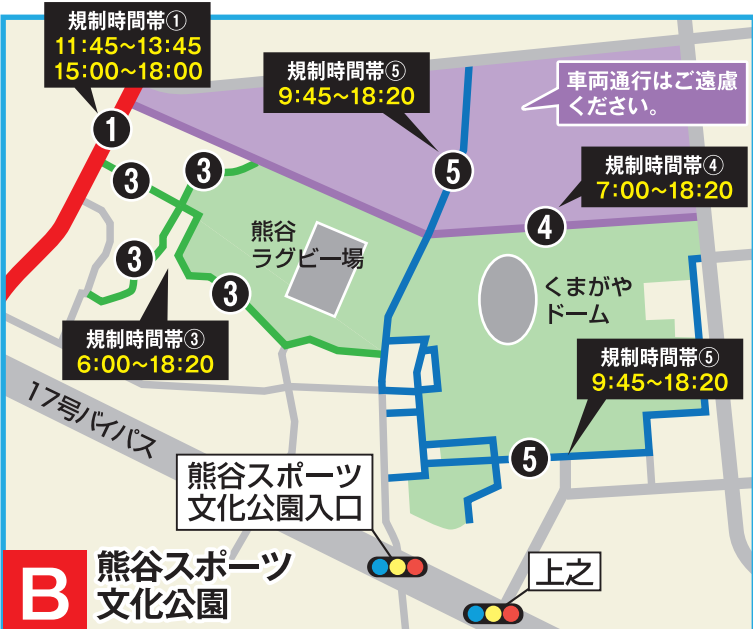 規制時間帯①
11:45〜13:45
15:00〜18:00
規制時間帯⑤
9:45〜18:20
車両通行はご遠慮
ください。
1
3
3
5
規制時間帯④
7:00〜18:20
4
熊谷
ラグビー場
3
3
くまがや
ドーム
規制時間帯③
6:00〜18:20
規制時間帯⑤
9:45〜18:20
17号バイパス
5
熊谷スポーツ
文化公園入口
B
熊谷スポーツ
文化公園
上之